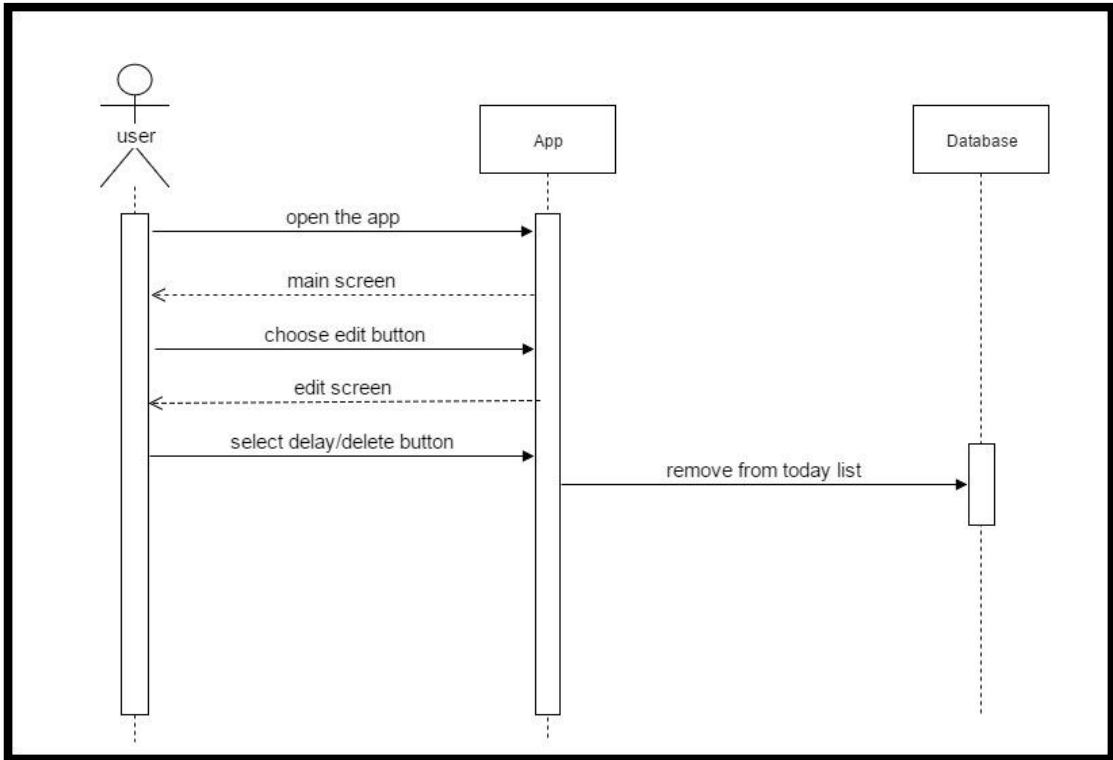 user
App
Database
open the app
main screen
choose edit button
edit screen
select delay/delete button
remove from today list